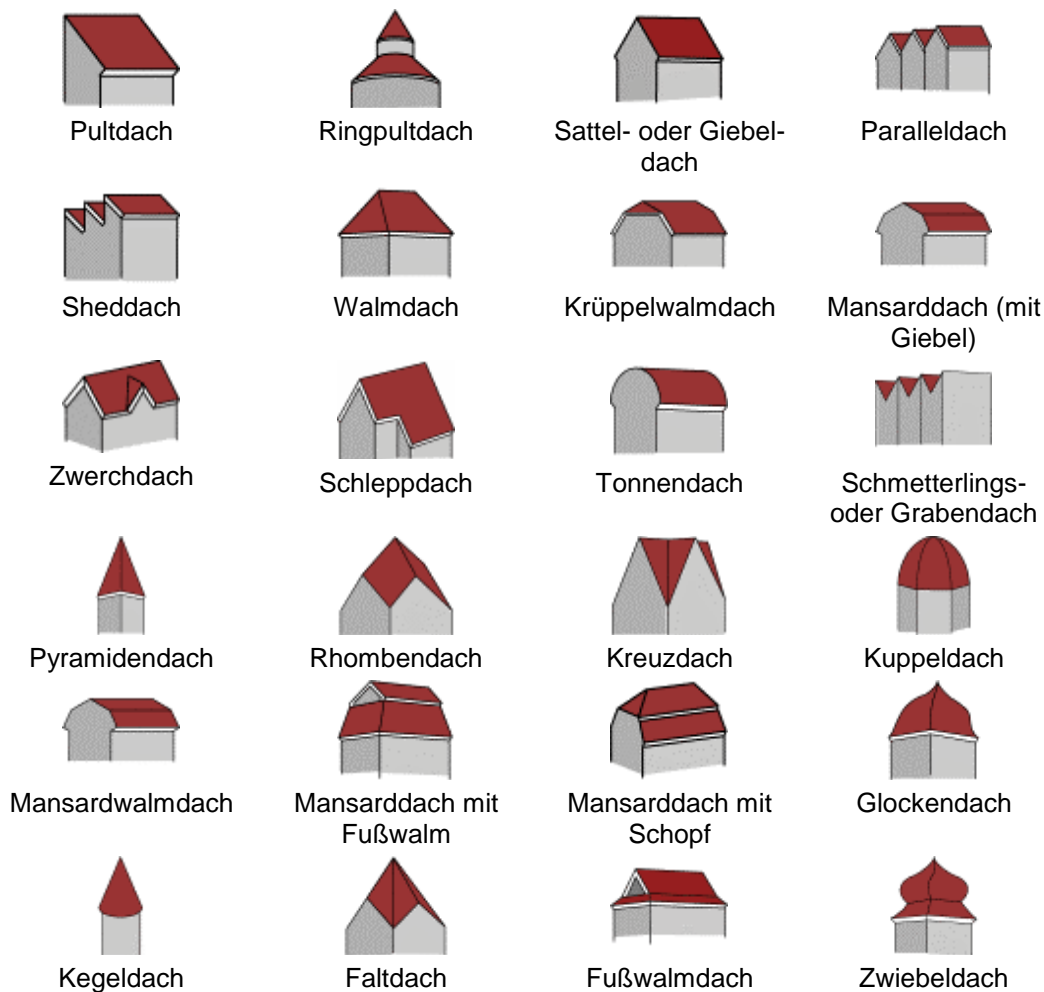 Pultdach
Ringpultdach
Sattel- oder Giebel-
dach
Paralleldach
Sheddach
Walmdach
Krüppelwalmdach
Mansarddach (mit
Giebel)
Zwerchdach
Schleppdach
Tonnendach
Schmetterlings-
oder Grabendach
Pyramidendach
Rhombendach
Kreuzdach
Kuppeldach
Mansardwalmdach
Mansarddach mit
Fußwalm
Mansarddach mit
Schopf
Glockendach
Kegeldach
Faltdach
Fußwalmdach
Zwiebeldach